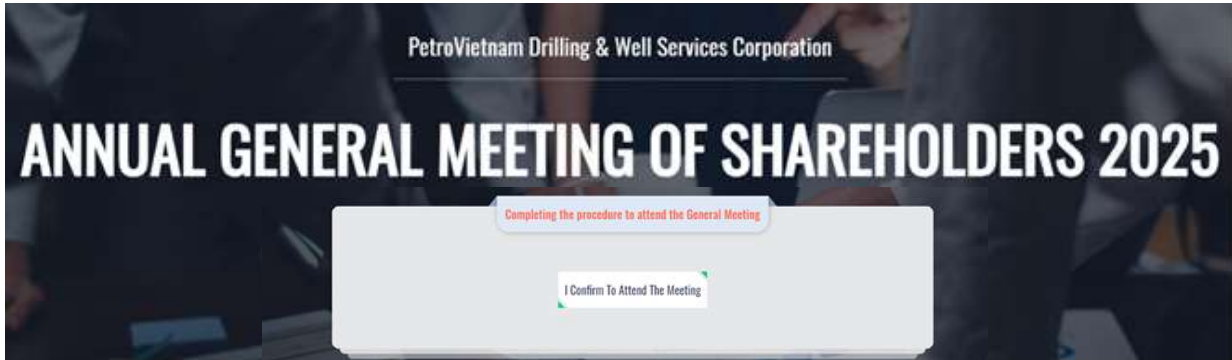 PetroVietnam Drilling & Well Services Corporation
ANNUAL GENERAL MEETING OF SHAREHOLDERS 2025
Completing the procedure to attend the General Meeting
I Confirm To Attend The Meeting